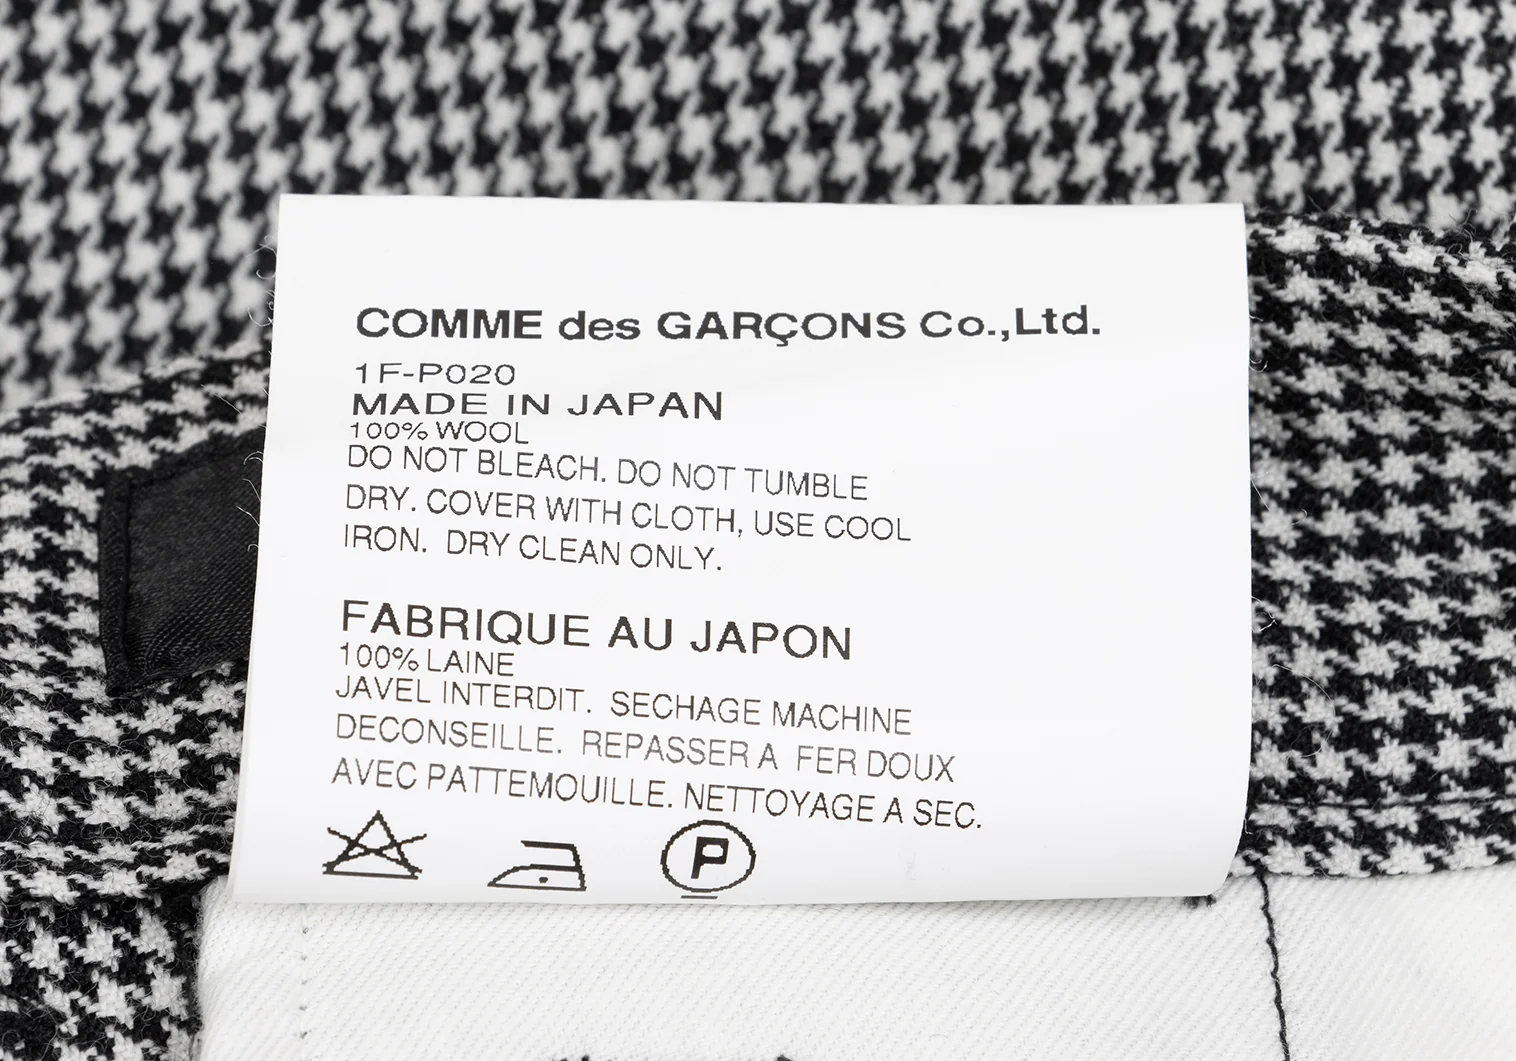 COMME des GARÇONS Co.,Ltd.
1F-P020
MADE IN JAPAN
100% WOOL
DO NOT BLEACH. DO NOT TUMBLE
DRY. COVER WITH CLOTH, USE COOL
IRON. DRY CLEAN ONLY.
FABRIQUE AU JAPON
100% LAINE
JAVEL INTERDIT. SECHAGE MACHINE
DECONSEILLE. REPASSER A FER DOUX
AVEC PATTEMOUILLE. NETTOYAGE A SEC.
P